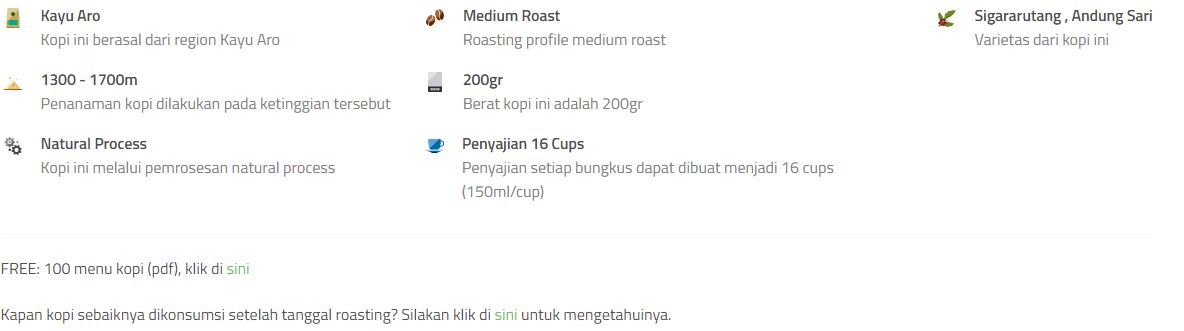 Kayu Aro
Kopi ini berasal dari region Kayu Aro
Medium Roast
Roasting profile medium roast
Sigararutang , Andung Sari
Varietas dari kopi ini
1300 - 1700m
Penanaman kopi dilakukan pada ketinggian tersebut
200gr
Berat kopi ini adalah 200gr
Natural Process
Kopi ini melalui pemrosesan natural process
Penyajian 16 Cups
Penyajian setiap bungkus dapat dibuat menjadi 16 cups
(150ml/cup)
FREE: 100 menu kopi (pdf), klik di sini
Kapan kopi sebaiknya dikonsumsi setelah tanggal roasting? Silakan klik di sini untuk mengetahuinya.